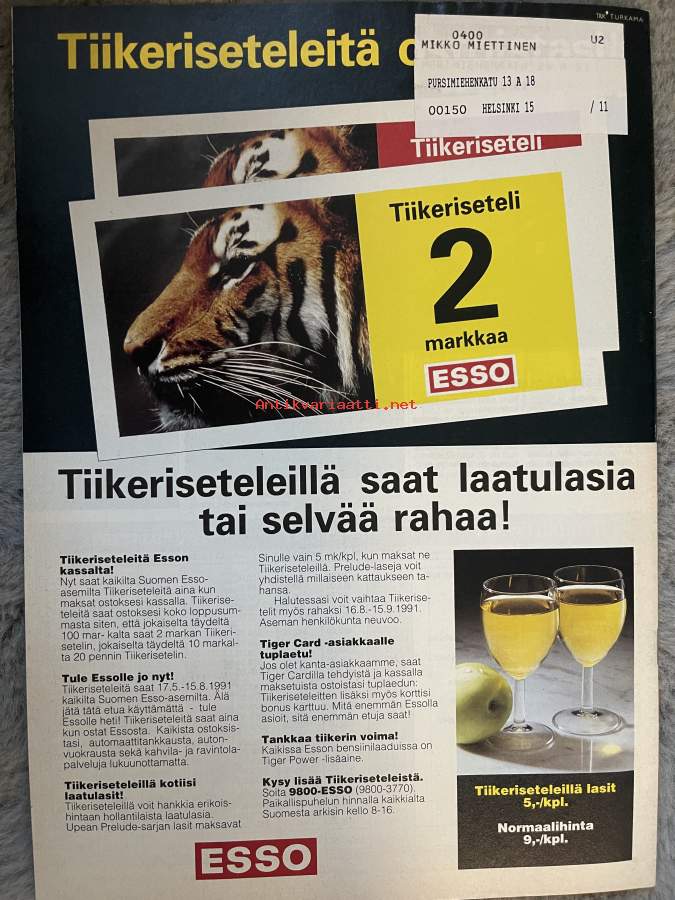 TRK TURKAMA
0400 U2
MIKKO MIETTINEN
PURSIMIEHENKATU 13 A 18
00150 HELSINKI 15 / 11
Tiikeriseteleitä
Tiikeriseteli
Tiikeriseteli
2
markkaa
ESSO
Antikvariaatti.net
Tiikeriseteleillä saat laatulasia
tai selvää rahaa!
Tiikeriseteleitä Esson
kassalta!
Nyt saat kaikilta Suomen Esso-
asemilta Tiikeriseteleitä aina kun
maksat ostoksesi kassalla. Tiikerise-
teleitä saat ostoksesi koko loppusum-
masta siten, että jokaiselta täydeltä
100 mar- kalta saat 2 markan Tiikeri-
setelin, jokaiselta täydeltä 10 markal-
ta 20 pennin Tiikerisetelin.
Tule Essolle jo nyt!
Tiikeriseteleitä saat 17.5.-15.8.1991
kaikilta Suomen Esso-asemilta. Älä
jätä tätä etua käyttämättä - tule
Essolle heti! Tiikeriseteleitä saat aina
kun ostat Essosta. Kaikista ostoksis-
tasi, automaattitankkausta, auton-
vuokrausta sekä kahvila- ja ravintola-
palveluja lukuunottamatta.
Tiikeriseteleillä kotiisi
laatulasit!
Tiikeriseteleillä voit hankkia erikois-
hintaan hollantilaista laatulasia.
Upean Prelude-sarjan lasit maksavat
Sinulle vain 5 mk/kpl, kun maksat ne
Tiikeriseteleillä. Prelude-laseja voit
yhdistellä millaiseen kattaukseen ta-
hansa.
Halutessasi voit vaihtaa Tiikerise-
telit myös rahaksi 16.8.-15.9.1991.
Aseman henkilökunta neuvoo.
Tiger Card -asiakkaalle
tuplaetu!
Jos olet kanta-asiakkaamme, saat
Tiger Cardilla tehdyistä ja kassalla
maksetuista ostoistasi tuplaedun:
Tiikeriseteleitten lisäksi myös korttisi
bonus karttuu. Mitä enemmän Essolla
asioit, sitä enemmän etuja saat!
Tankkaa tiikerin voima!
Kaikissa Esson bensiinilaaduissa on
Tiger Power -lisäaine.
Kysy lisää Tiikeriseteleistä.
Soita 9800-ESSO (9800-3770).
Paikallispuhelun hinnalla kaikkialta
Suomesta arkisin kello 8-16.
Tiikeriseteleillä lasit
5,-/kpl.
Normaalihinta
9,-/kpl.
ESSO